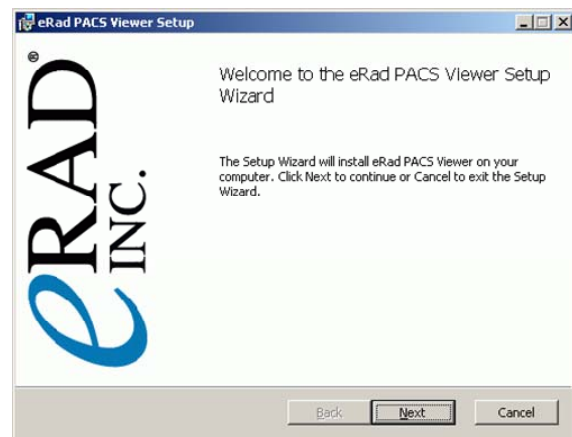 eRad PACS Viewer Setup
eRAD®
INC.
Welcome to the eRad PACS Viewer Setup
Wizard
The Setup Wizard will install eRad PACS Viewer on your
computer. Click Next to continue or Cancel to exit the Setup
Wizard.
Back Next Cancel